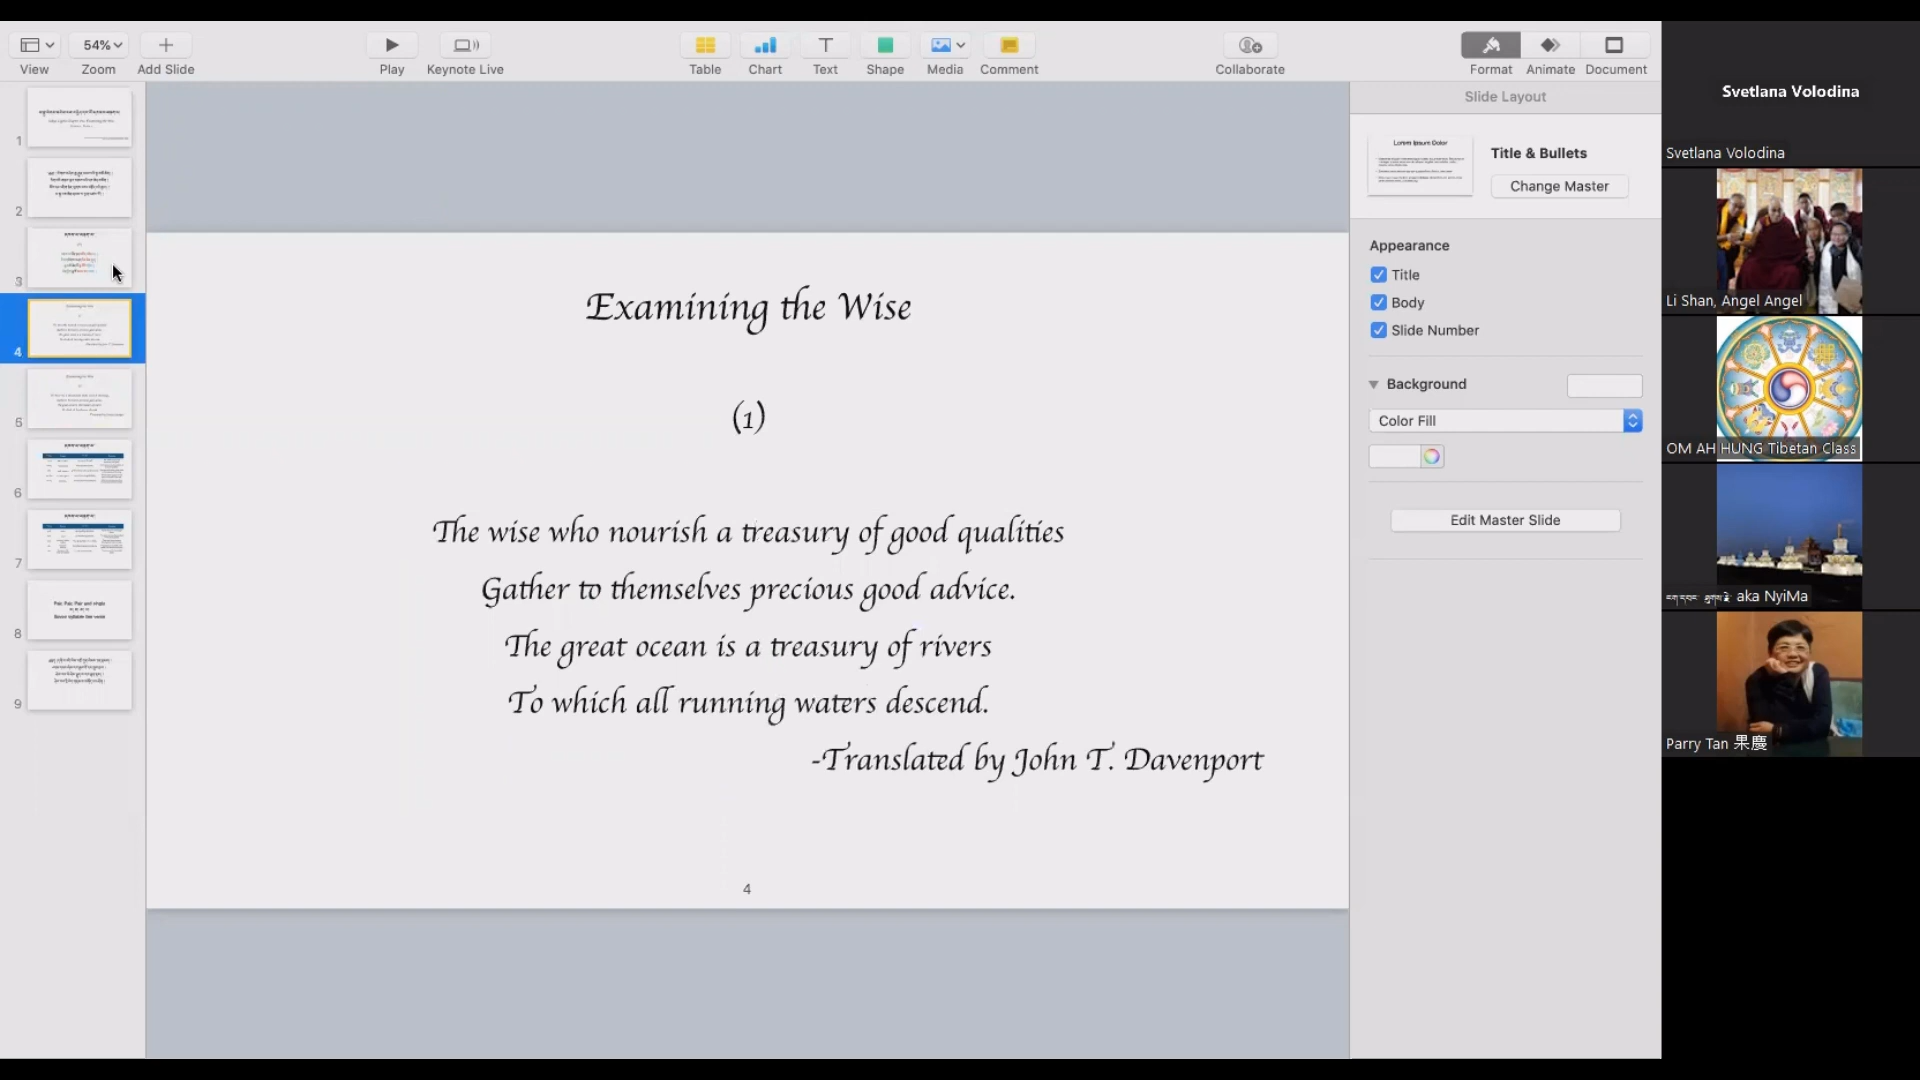 View
54%
Zoom
Add Slide
Play
Keynote Live
Table
Chart
Text
Shape
Media
Comment
Collaborate
Format
Animate
Document
1
2
3
4
5
6
7
8
9
Examining the Wise
(1)
The wise who nourish a treasury of good qualities
Gather to themselves precious good advice.
The great ocean is a treasury of rivers
To which all running waters descend.
-Translated by John T. Davenport
4
Slide Layout
Lorem Ipsum Dolor
Title & Bullets
Change Master
Appearance
Title
Body
Slide Number
Background
Color Fill
Edit Master Slide
Svetlana Volodina
Svetlana Volodina
Li Shan, Angel Angel
OM AH HUNG Tibetan Class
aka NyiMa
Parry Tan 果慶